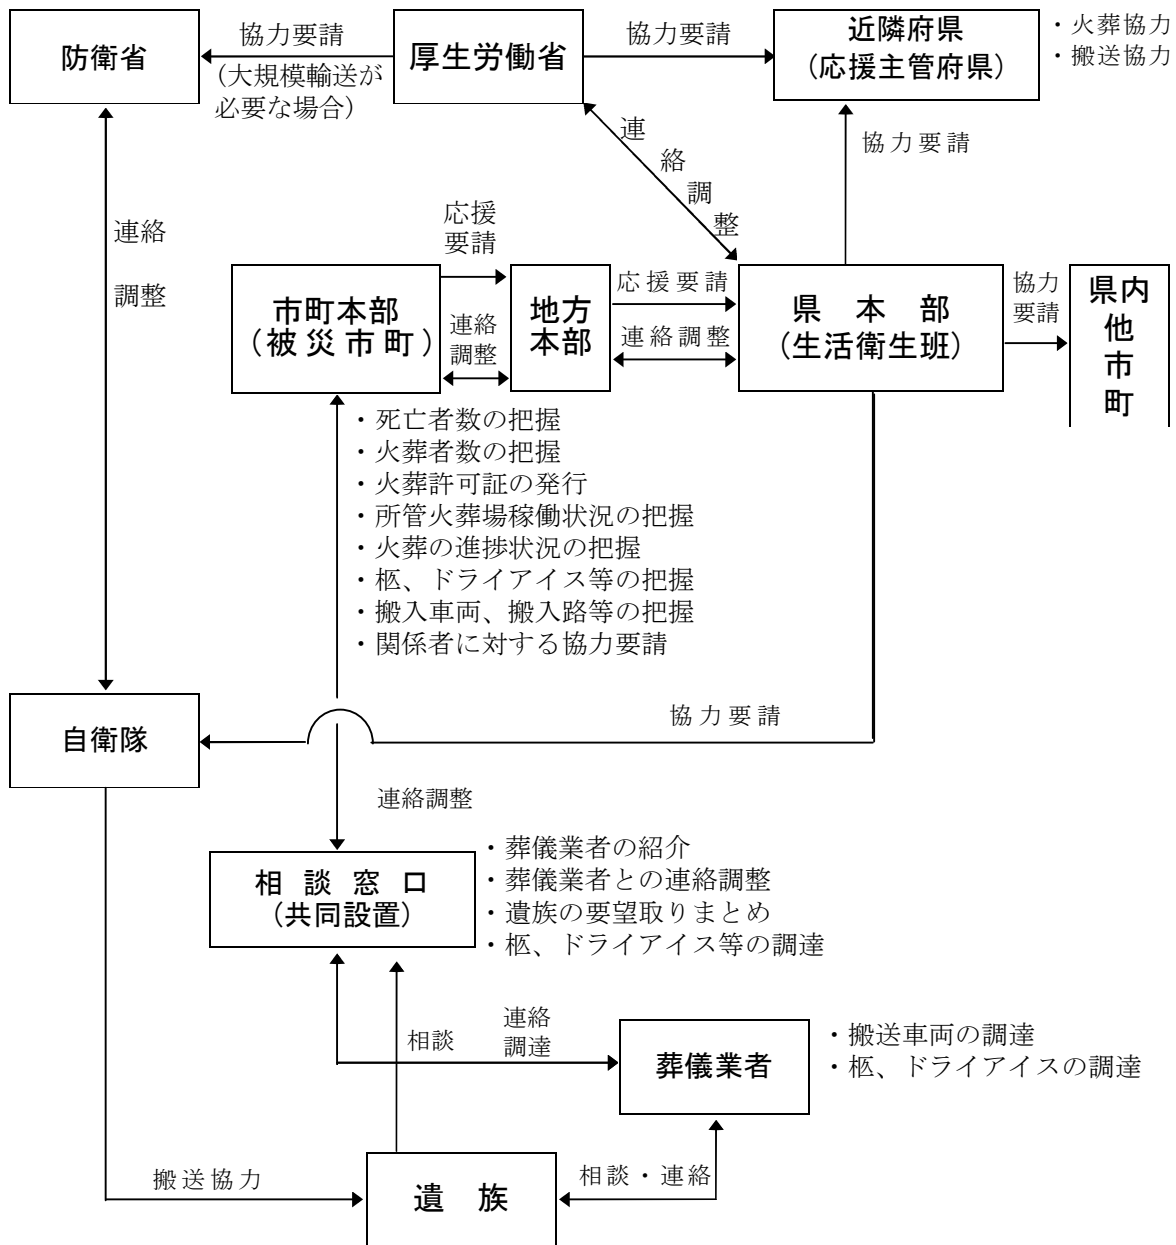 防衛省
協力要請
(大規模輸送が
必要な場合)
厚生労働省
協力要請
近隣府県
(応援主管府県)
・火葬協力
・搬送協力
連絡調整
協力要請
連絡
調整
応援
要請
市町本部
(被災市町)
連絡
調整
地方
本部
応援要請
連絡調整
県本部
(生活衛生班)
協力
要請
県内
他
市
町
・死亡者数の把握
・火葬者数の把握
・火葬許可証の発行
・所管火葬場稼働状況の把握
・火葬の進捗状況の把握
・柩、ドライアイス等の把握
・搬入車両、搬入路等の把握
・関係者に対する協力要請
自衛隊
協力要請
連絡調整
相談窓口
(共同設置)
・葬儀業者の紹介
・葬儀業者との連絡調整
・遺族の要望取りまとめ
・柩、ドライアイス等の調達
相談
連絡
調達
葬儀業者
・搬送車両の調達
・柩、ドライアイスの調達
搬送協力
遺族
相談・連絡